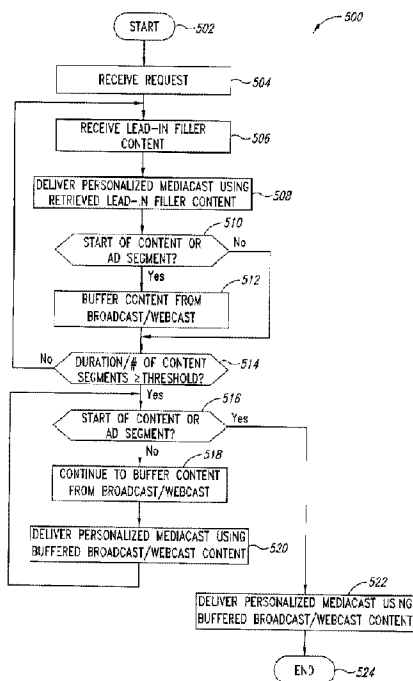 500
START
502
RECEIVE REQUEST
504
RECEIVE LEAD-IN FILLER
CONTENT
506
DELIVER PERSONALIZED MEDIACAST USING
RETRIEVED LEAD-IN FILLER CONTENT
508
510
START OF CONTENT OR
AD SEGMENT?
No
Yes
512
BUFFER CONTENT FROM
BROADCAST/WEBCAST
No
DURATION/# OF CONTENT
SEGMENTS ≥ THRESHOLD?
514
Yes
516
START OF CONTENT OR
AD SEGMENT?
Yes
No
518
CONTINUE TO BUFFER CONTENT
FROM BROADCAST/WEBCAST
DELIVER PERSONALIZED MEDIACAST USING
BUFFERED BROADCAST/WEBCAST CONTENT
520
522
DELIVER PERSONALIZED MEDIACAST USING
BUFFERED BROADCAST/WEBCAST CONTENT
END
524